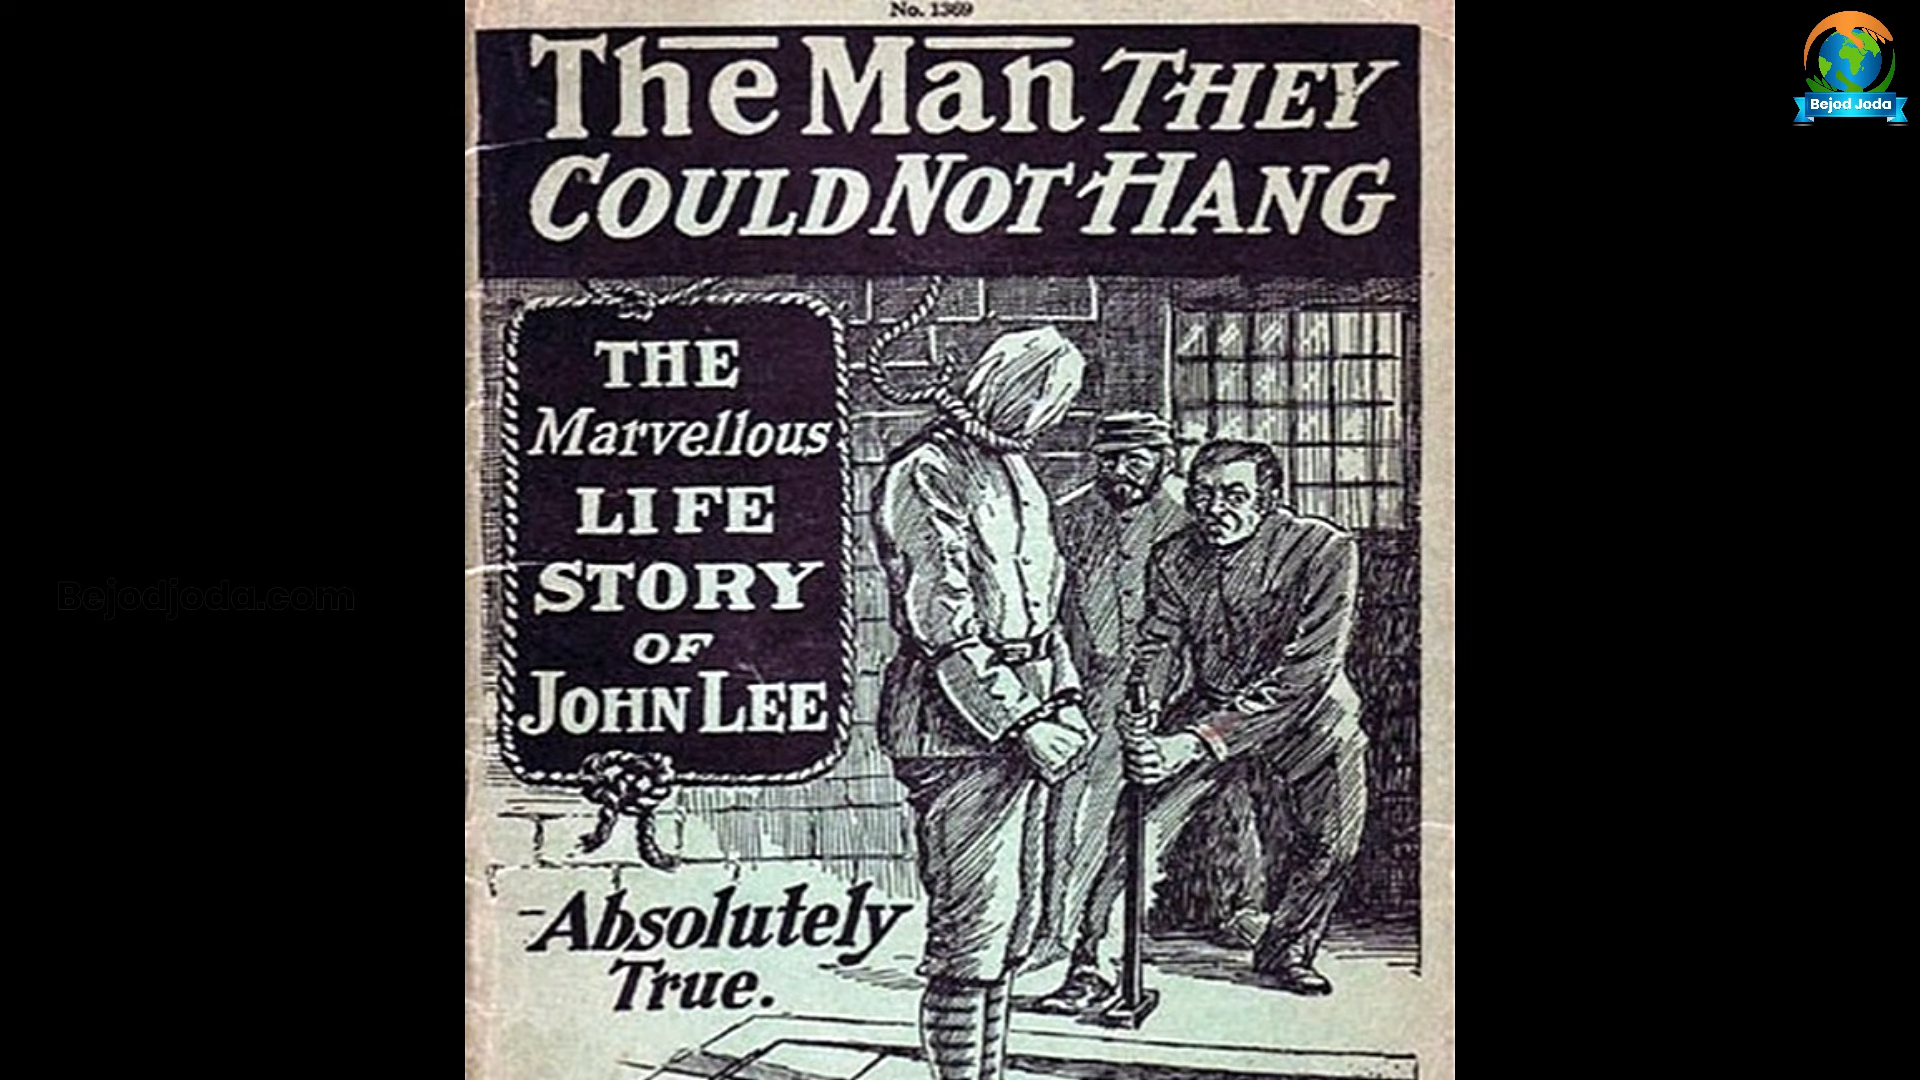 No. 1369
The Man THEY
COULD NOT HANG
THE
Marvellous
LIFE
STORY
OF
JOHN LEE
Absolutely
True.
Bejod Joda
Bejodjoda.com